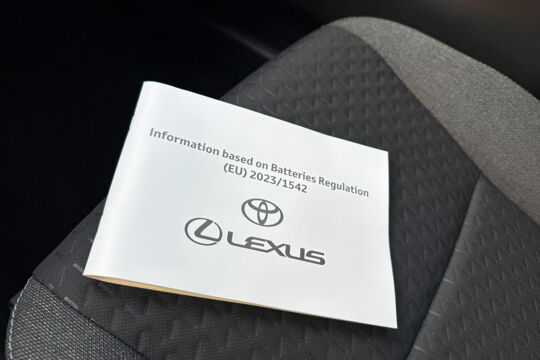 Information based on Batteries Regulation
(EU) 2023/1542
LEXUS